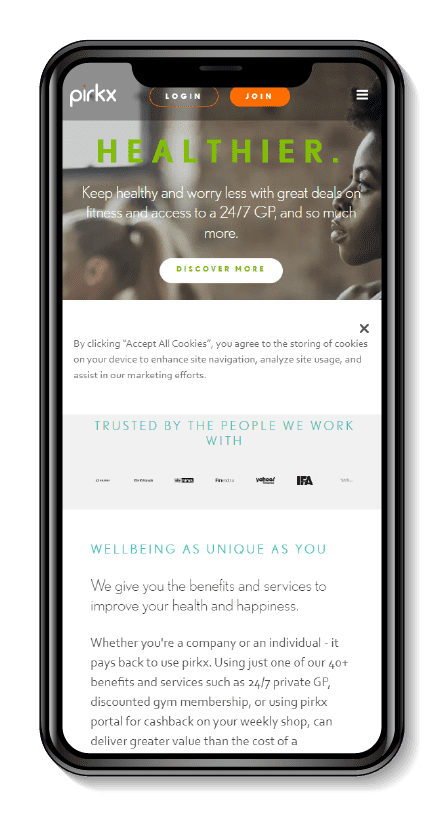 pirkx
LOGIN
JOIN
HEALTHIER.
Keep healthy and worry less with great deals on
fitness and access to a 24/7 GP, and so much
more.
DISCOVER MORE
By clicking “Accept All Cookies”, you agree to the storing of cookies
on your device to enhance site navigation, analyze site usage, and
assist in our marketing efforts.
TRUSTED BY THE PEOPLE WE WORK
WITH
yahoo!
IFA
WELLBEING AS UNIQUE AS YOU
We give you the benefits and services to
improve your health and happiness.
Whether you're a company or an individual - it
pays back to use pirkx. Using just one of our 40+
benefits and services such as 24/7 private GP,
discounted gym membership, or using pirkx
portal for cashback on your weekly shop, can
deliver greater value than the cost of a